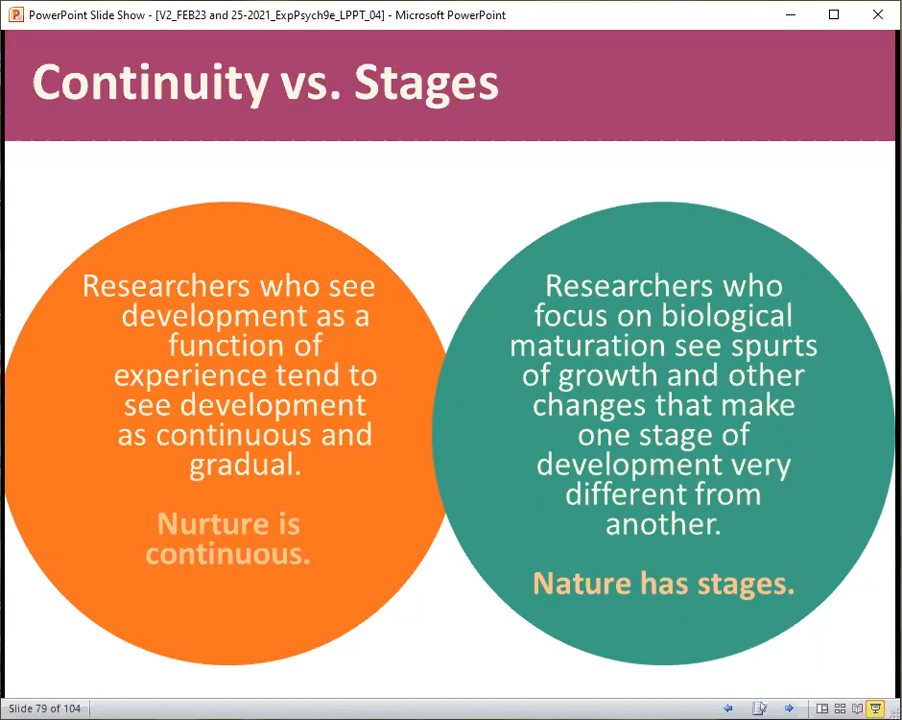 PowerPoint Slide Show - [V2_FEB23 and 25-2021_ExpPsych9e_LPPT_04] - Microsoft PowerPoint
Continuity vs. Stages
Researchers who see
development as a
function of
experience tend to
see development
as continuous and
gradual.
Nurture is
continuous.
Researchers who
focus on biological
maturation see spurts
of growth and other
changes that make
one stage of
development very
different from
another.
Nature has stages.
Slide 79 of 104